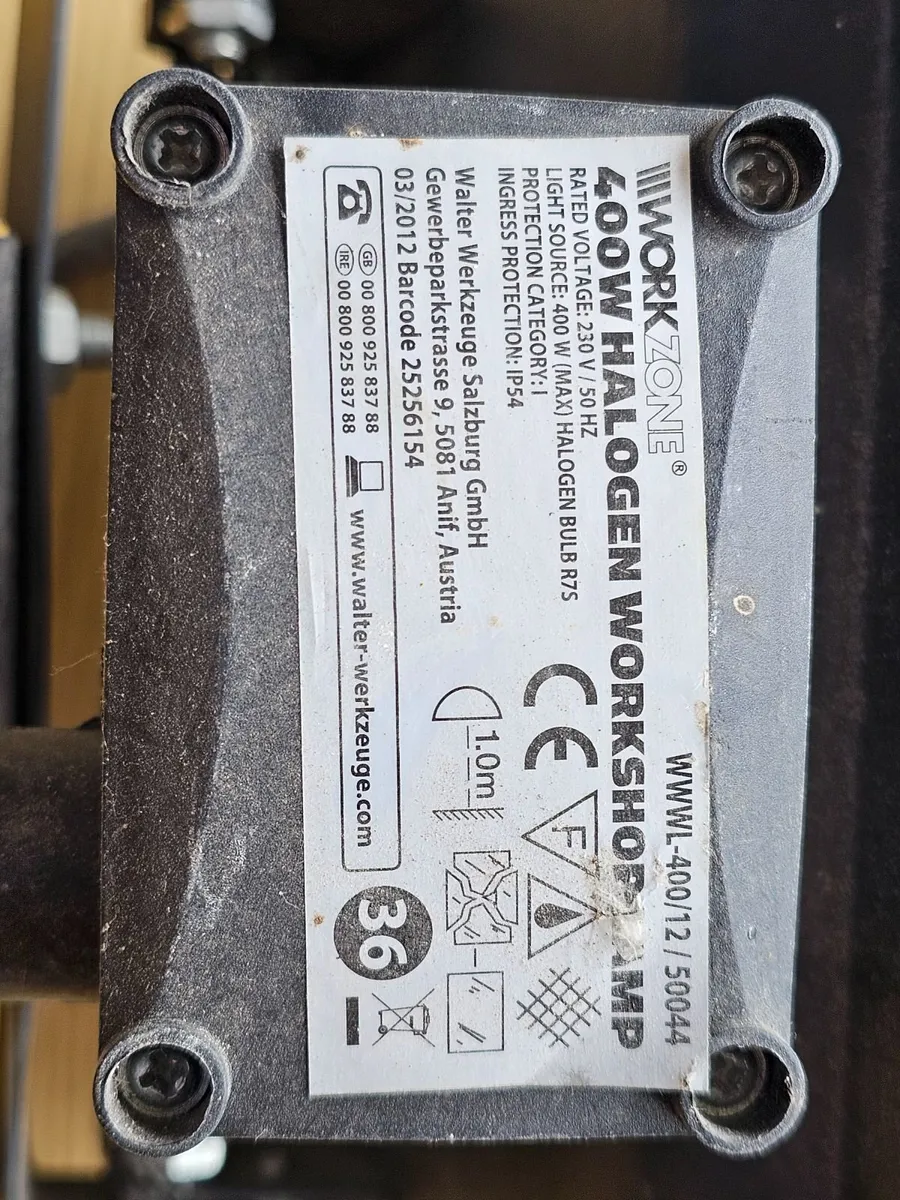 WORKZONE®
WWWL-400/12 / 50044
400W HALOGEN WORKSHOP LAMP
RATED VOLTAGE: 230 V / 50 HZ
LIGHT SOURCE: 400 W (MAX) HALOGEN BULB R7S
PROTECTION CATEGORY: I
INGRESS PROTECTION: IP54
CE
F
Walter Werkzeuge Salzburg GmbH
Gewerbeparkstrasse 9, 5081 Anif, Austria
03/2012 Barcode 25256154
1.0m
GB 00 800 925 837 88
IRE 00 800 925 837 88
www.walter-werkzeuge.com
36